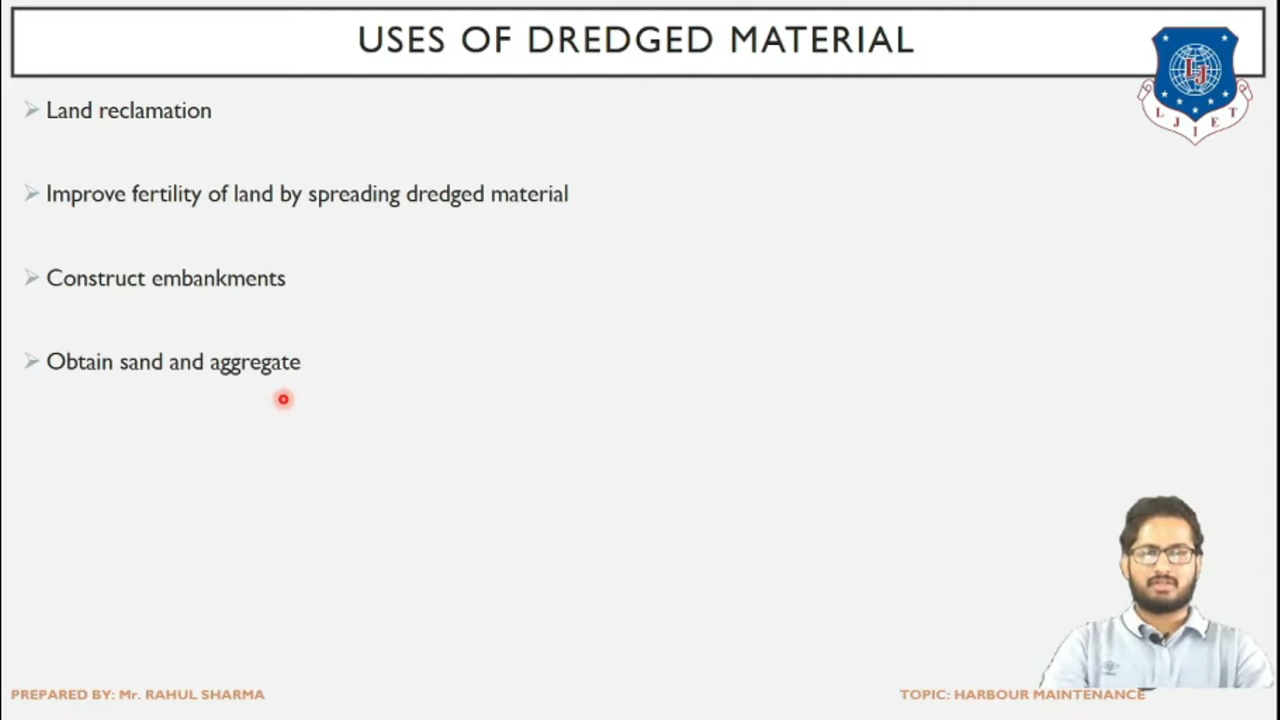 USES OF DREDGED MATERIAL
LJ
L J I E T
Land reclamation
Improve fertility of land by spreading dredged material
Construct embankments
Obtain sand and aggregate
PREPARED BY: Mr. RAHUL SHARMA
TOPIC: HARBOUR MAINTENANCE